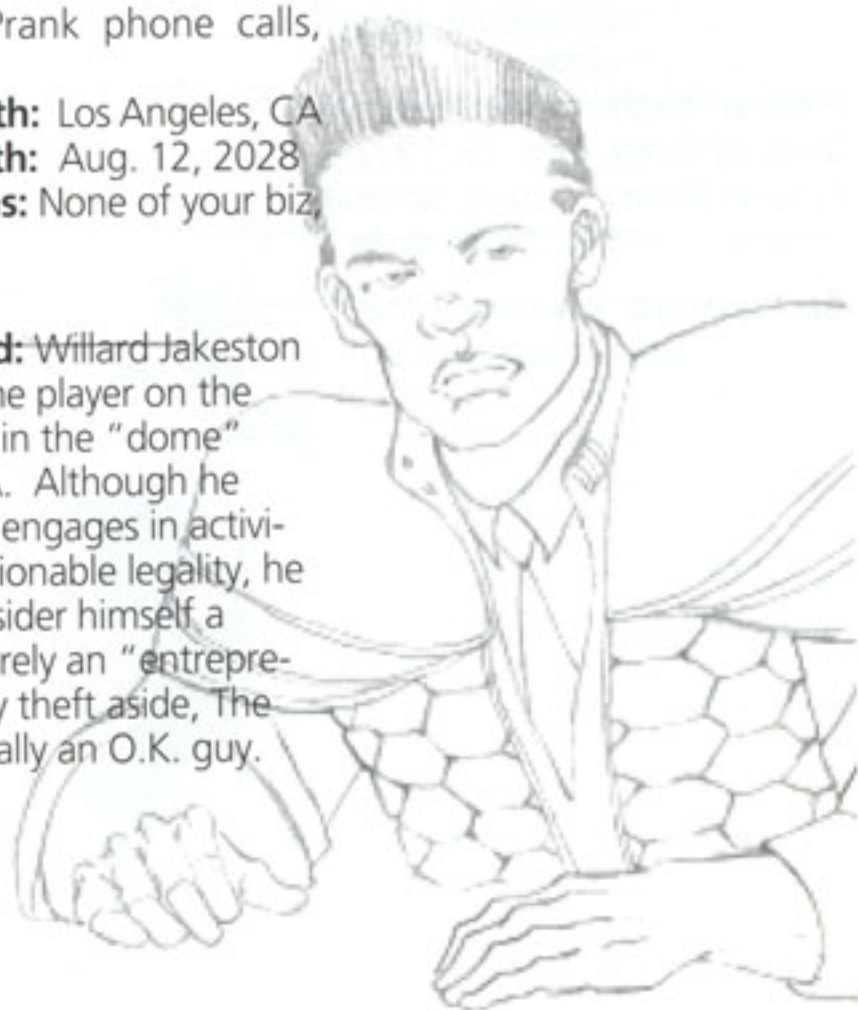 Prank phone calls,
th: Los Angeles, CA
th: Aug. 12, 2028
s: None of your biz,
d: Willard Jakeston
ne player on the
in the “dome”
. Although he
engages in activi-
ionable legality, he
sider himself a
rely an “entrepre-
y theft aside, The
ally an O.K. guy.